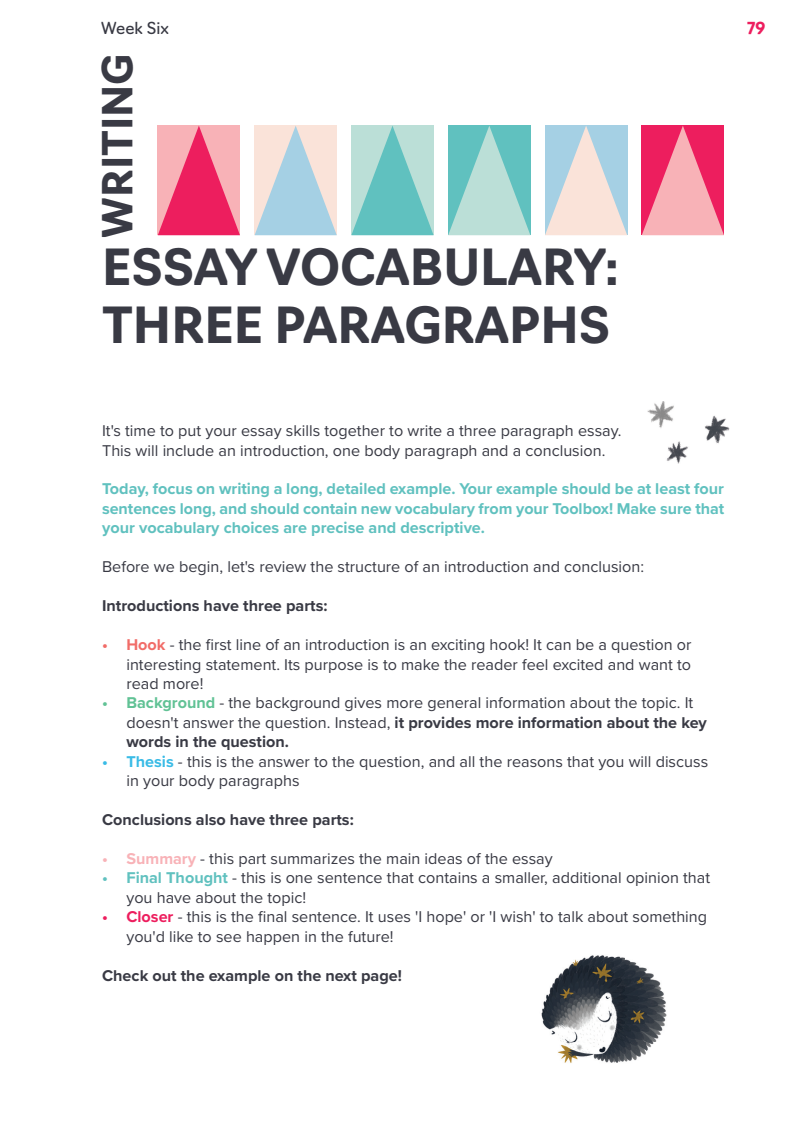 Week Six
79
WRITING
ESSAY VOCABULARY:
THREE PARAGRAPHS
It's time to put your essay skills together to write a three paragraph essay.
This will include an introduction, one body paragraph and a conclusion.
Today, focus on writing a long, detailed example. Your example should be at least four
sentences long, and should contain new vocabulary from your Toolbox! Make sure that
your vocabulary choices are precise and descriptive.
Before we begin, let's review the structure of an introduction and conclusion:
Introductions have three parts:
• Hook - the first line of an introduction is an exciting hook! It can be a question or
interesting statement. Its purpose is to make the reader feel excited and want to
read more!
• Background - the background gives more general information about the topic. It
doesn't answer the question. Instead, it provides more information about the key
words in the question.
• Thesis - this is the answer to the question, and all the reasons that you will discuss
in your body paragraphs
Conclusions also have three parts:
• Summary - this part summarizes the main ideas of the essay
• Final Thought - this is one sentence that contains a smaller, additional opinion that
you have about the topic!
• Closer - this is the final sentence. It uses 'I hope' or 'I wish' to talk about something
you'd like to see happen in the future!
Check out the example on the next page!